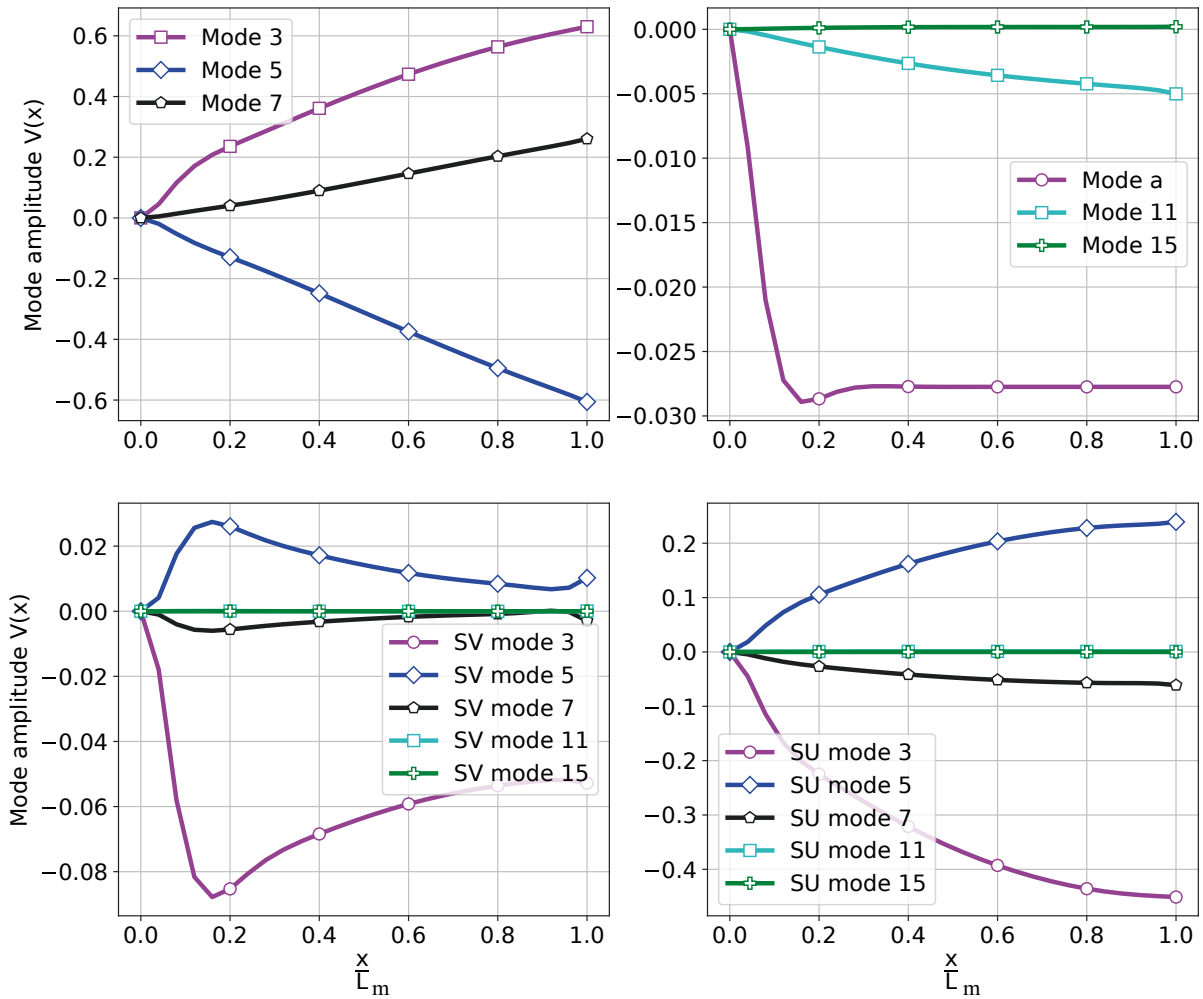 Mode amplitude V(x)
0.6
0.4
0.2
0.0
−0.2
−0.4
−0.6
Mode 3
Mode 5
Mode 7
0.0 0.2 0.4 0.6 0.8 1.0
0.000
−0.005
−0.010
−0.015
−0.020
−0.025
−0.030
Mode a
Mode 11
Mode 15
0.0 0.2 0.4 0.6 0.8 1.0
Mode amplitude V(x)
0.02
0.00
−0.02
−0.04
−0.06
−0.08
SV mode 3
SV mode 5
SV mode 7
SV mode 11
SV mode 15
0.0 0.2 0.4 0.6 0.8 1.0
x
L m
0.2
0.1
0.0
−0.1
−0.2
−0.3
−0.4
SU mode 3
SU mode 5
SU mode 7
SU mode 11
SU mode 15
0.0 0.2 0.4 0.6 0.8 1.0
x
L m